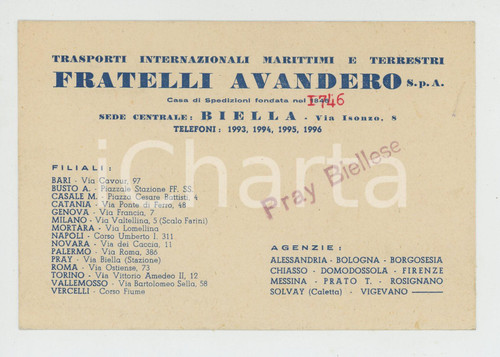 TRASPORTI INTERNAZIONALI MARITTIMI E TERRESTRI
FRATELLI AVANDERO S.p.A.
Casa di Spedizioni fondata nel
I-746
SEDE CENTRALE: BIELLA - Via Isonzo, 8
TELEFONI: 1993, 1994, 1995, 1996
iCharta
Pray Biellese
FILIALI:
BARI - Via Cavour, 97
BUSTO A. - Piazzale Stazione FF. SS.
CASALE M. - Piazza Cesare Battisti, 4
CATANIA - Via Ponte di Ferro, 48
GENOVA - Via Francia, 7
MILANO - Via Valtellina, 5 (Scalo Farini)
MORTARA - Via Lomellina
NAPOLI - Corso Umberto I. 311
NOVARA - Via dei Caccia, 11
PALERMO - Via Roma, 386
PRAY - Via Biella (Stazione)
ROMA - Via Ostiense, 73
TORINO - Via Vittorio Amedeo II, 12
VALLEMOSSO - Via Bartolomeo Sella, 58
VERCELLI - Corso Fiume
AGENZIE:
ALESSANDRIA - BOLOGNA - BORGOSESIA
CHIASSO - DOMODOSSOLA - FIRENZE
MESSINA - PRATO T. - ROSIGNANO
SOLVAY (Caletta) - VIGEVANO